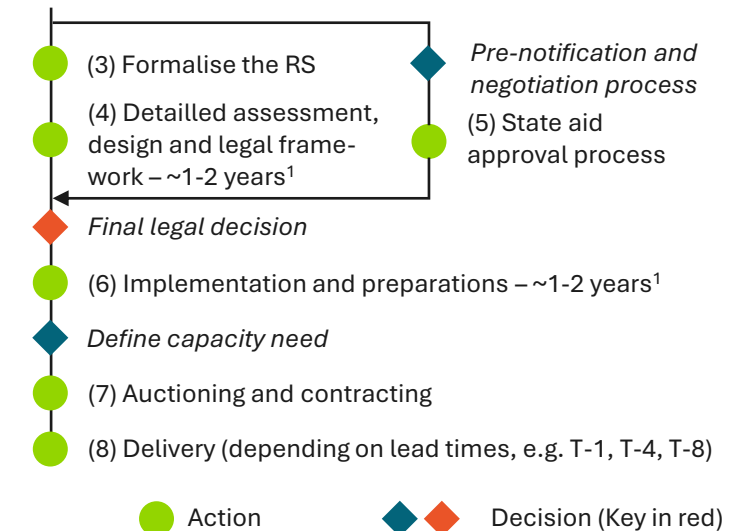 (3) Formalise the RS
(4) Detailled assessment,
design and legal frame-
work – ~1-2 years¹
Pre-notification and
negotiation process
(5) State aid
approval process
Final legal decision
(6) Implementation and preparations – ~1-2 years¹
Define capacity need
(7) Auctioning and contracting
(8) Delivery (depending on lead times, e.g. T-1, T-4, T-8)
Action
Decision (Key in red)